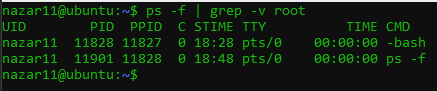 nazar11@ubuntu:~$ ps -f | grep -v root
UID        PID  PPID  C STIME TTY          TIME CMD
nazar11  11828 11827  0 18:28 pts/0    00:00:00 -bash
nazar11  11901 11828  0 18:48 pts/0    00:00:00 ps -f
nazar11@ubuntu:~$